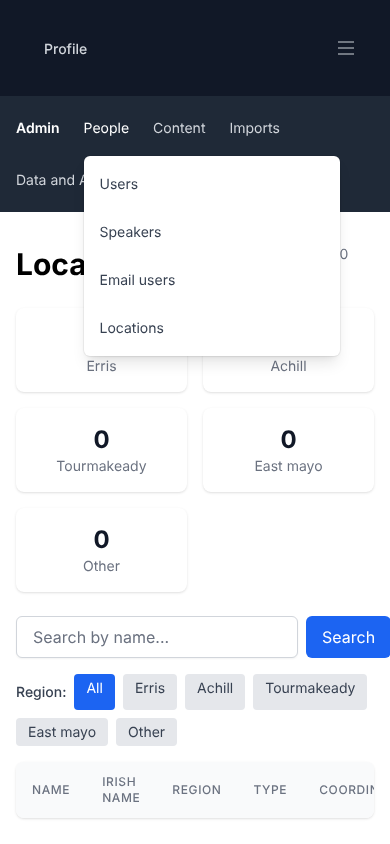 Profile
Admin People Content Imports
Data and
Users
Speakers
Email users
Locations
Loca
0
Erris
Achill
0
Tourmakeady
0
East mayo
0
Other
Search by name...
Search
Region: All Erris Achill Tourmakeady
East mayo Other
NAME IRISH NAME REGION TYPE COORDIN